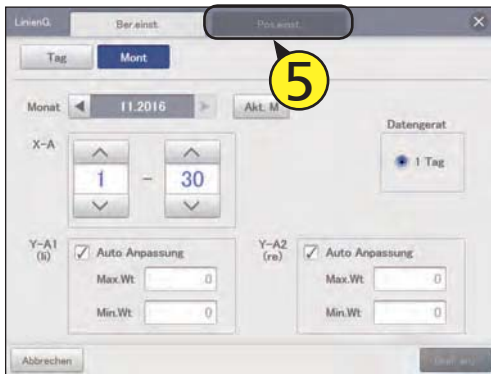 LinienG. Ber.einst. Pos.einst. ×
5
Tag Mont
Monat 11.2016 Akt. M
Datengerat
X-A 1 – 30
1 Tag
Y-A1 (li) Auto Anpassung
Max.Wt 0
Min.Wt 0
Y-A2 (re) Auto Anpassung
Max.Wt 0
Min.Wt 0
Abbrechen